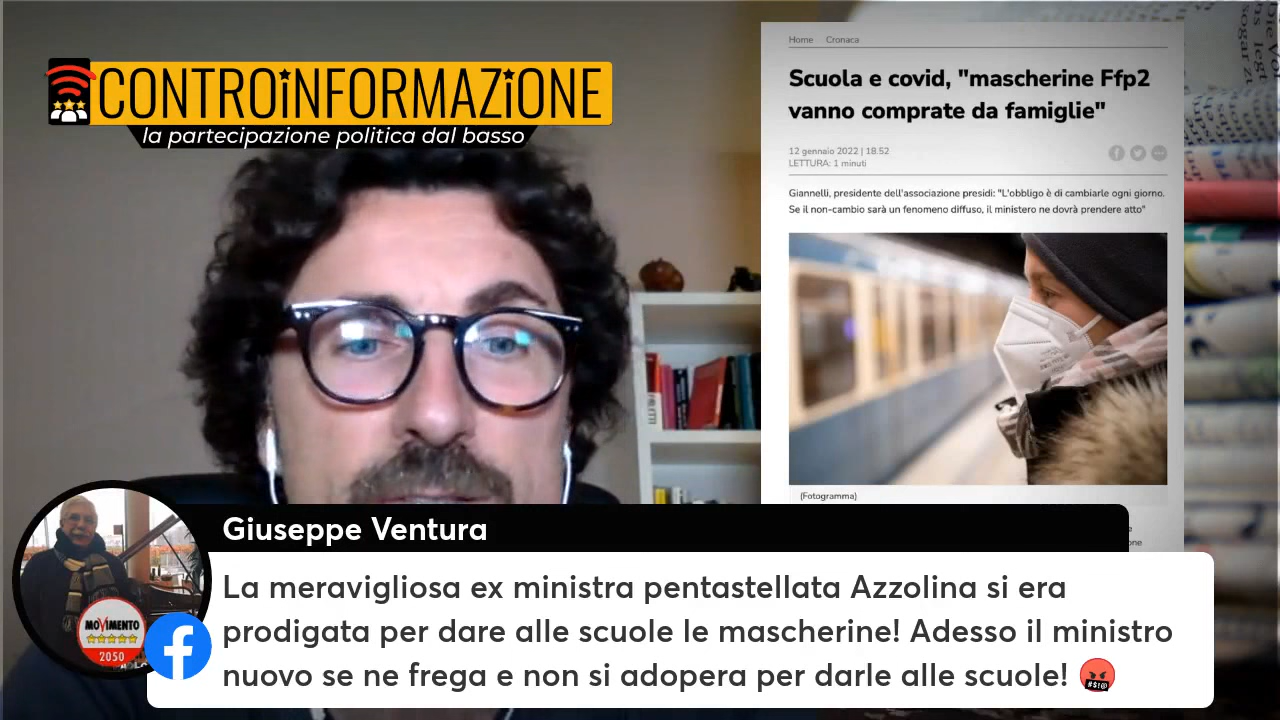 CONTROiNFORMAZiONE
la partecipazione politica dal basso
Home Cronaca
Scuola e covid, "mascherine Ffp2
vanno comprate da famiglie"
12 gennaio 2022 | 18.52
LETTURA: 1 minuti
Giannelli, presidente dell'associazione presidi: "L'obbligo è di cambiarle ogni giorno.
Se il non-cambio sarà un fenomeno diffuso, il ministero ne dovrà prendere atto"
(Fotogramma)
Giuseppe Ventura
La meravigliosa ex ministra pentastellata Azzolina si era
prodigata per dare alle scuole le mascherine! Adesso il ministro
nuovo se ne frega e non si adopera per darle alle scuole! 🤬
MOVIMENTO
2050